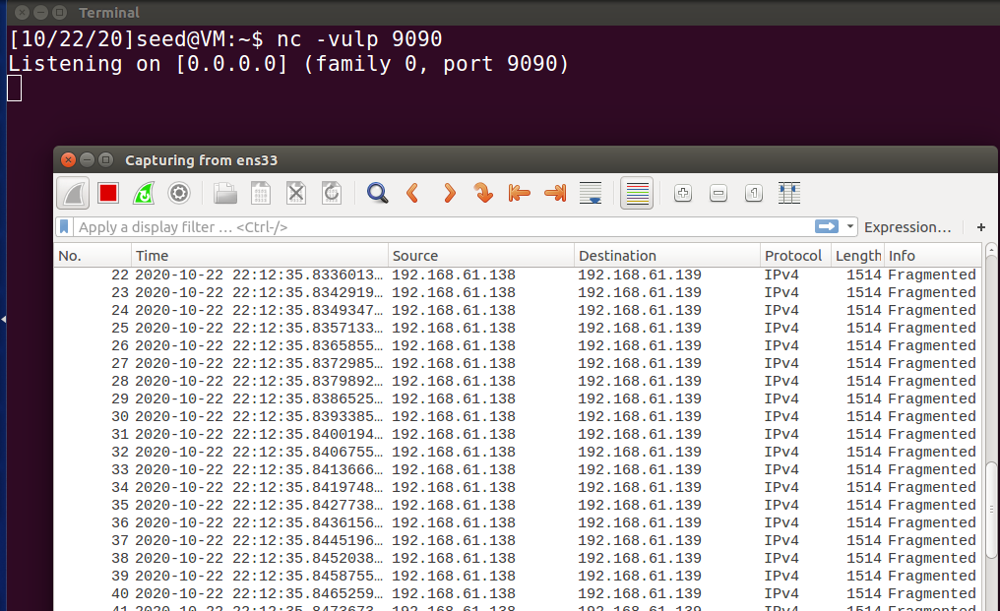 Terminal
[10/22/20]seed@VM:~$ nc -vulp 9090
Listening on [0.0.0.0] (family 0, port 9090)
Capturing from ens33
Apply a display filter … <Ctrl-/> Expression… +
No. Time Source Destination Protocol Length Info
22 2020-10-22 22:12:35.8336013… 192.168.61.138 192.168.61.139 IPv4 1514 Fragmented
23 2020-10-22 22:12:35.8342919… 192.168.61.138 192.168.61.139 IPv4 1514 Fragmented
24 2020-10-22 22:12:35.8349347… 192.168.61.138 192.168.61.139 IPv4 1514 Fragmented
25 2020-10-22 22:12:35.8357133… 192.168.61.138 192.168.61.139 IPv4 1514 Fragmented
26 2020-10-22 22:12:35.8365855… 192.168.61.138 192.168.61.139 IPv4 1514 Fragmented
27 2020-10-22 22:12:35.8372985… 192.168.61.138 192.168.61.139 IPv4 1514 Fragmented
28 2020-10-22 22:12:35.8379892… 192.168.61.138 192.168.61.139 IPv4 1514 Fragmented
29 2020-10-22 22:12:35.8386525… 192.168.61.138 192.168.61.139 IPv4 1514 Fragmented
30 2020-10-22 22:12:35.8393385… 192.168.61.138 192.168.61.139 IPv4 1514 Fragmented
31 2020-10-22 22:12:35.8400194… 192.168.61.138 192.168.61.139 IPv4 1514 Fragmented
32 2020-10-22 22:12:35.8406755… 192.168.61.138 192.168.61.139 IPv4 1514 Fragmented
33 2020-10-22 22:12:35.8413666… 192.168.61.138 192.168.61.139 IPv4 1514 Fragmented
34 2020-10-22 22:12:35.8419748… 192.168.61.138 192.168.61.139 IPv4 1514 Fragmented
35 2020-10-22 22:12:35.8427738… 192.168.61.138 192.168.61.139 IPv4 1514 Fragmented
36 2020-10-22 22:12:35.8436156… 192.168.61.138 192.168.61.139 IPv4 1514 Fragmented
37 2020-10-22 22:12:35.8445196… 192.168.61.138 192.168.61.139 IPv4 1514 Fragmented
38 2020-10-22 22:12:35.8452038… 192.168.61.138 192.168.61.139 IPv4 1514 Fragmented
39 2020-10-22 22:12:35.8458755… 192.168.61.138 192.168.61.139 IPv4 1514 Fragmented
40 2020-10-22 22:12:35.8465259… 192.168.61.138 192.168.61.139 IPv4 1514 Fragmented